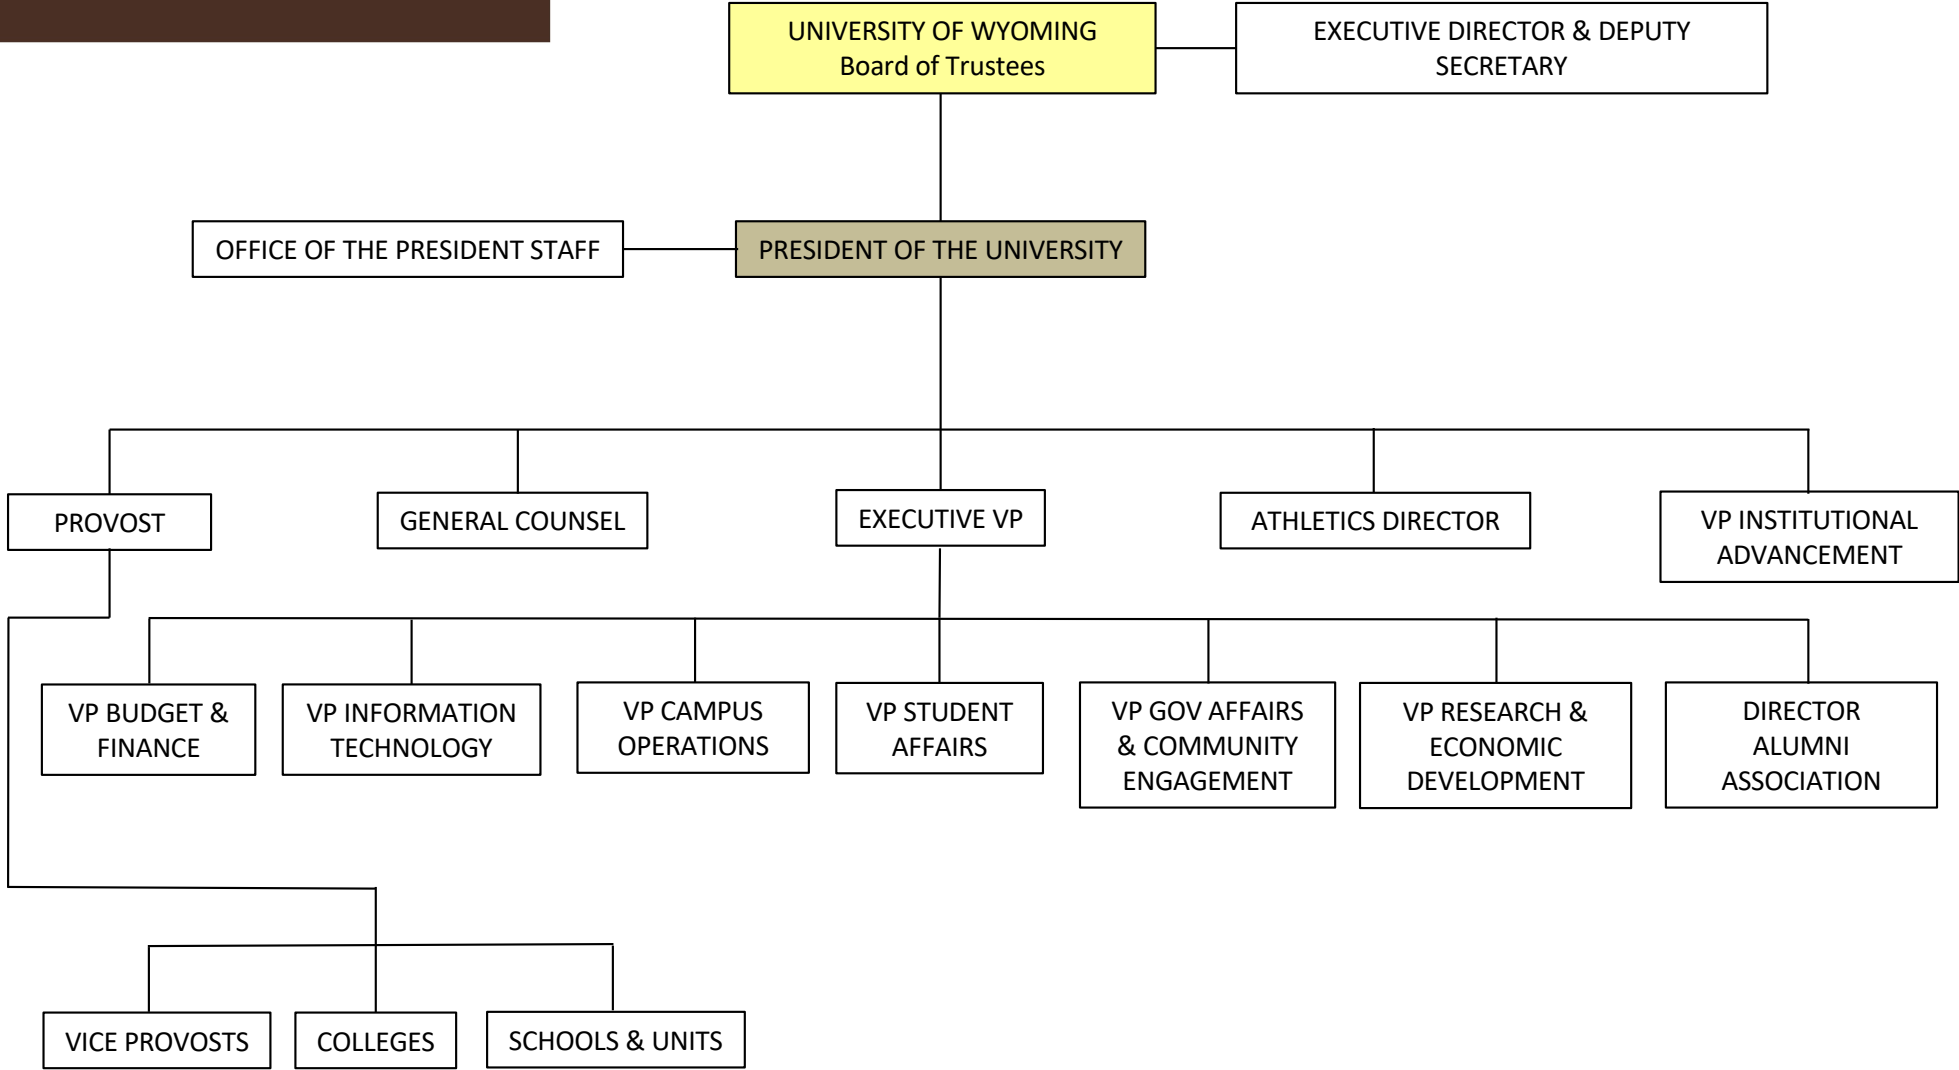 UNIVERSITY OF WYOMING
Board of Trustees
EXECUTIVE DIRECTOR & DEPUTY
SECRETARY
OFFICE OF THE PRESIDENT STAFF
PRESIDENT OF THE UNIVERSITY
PROVOST
GENERAL COUNSEL
EXECUTIVE VP
ATHLETICS DIRECTOR
VP INSTITUTIONAL
ADVANCEMENT
VP BUDGET &
FINANCE
VP INFORMATION
TECHNOLOGY
VP CAMPUS
OPERATIONS
VP STUDENT
AFFAIRS
VP GOV AFFAIRS
& COMMUNITY
ENGAGEMENT
VP RESEARCH &
ECONOMIC
DEVELOPMENT
DIRECTOR
ALUMNI
ASSOCIATION
VICE PROVOSTS
COLLEGES
SCHOOLS & UNITS